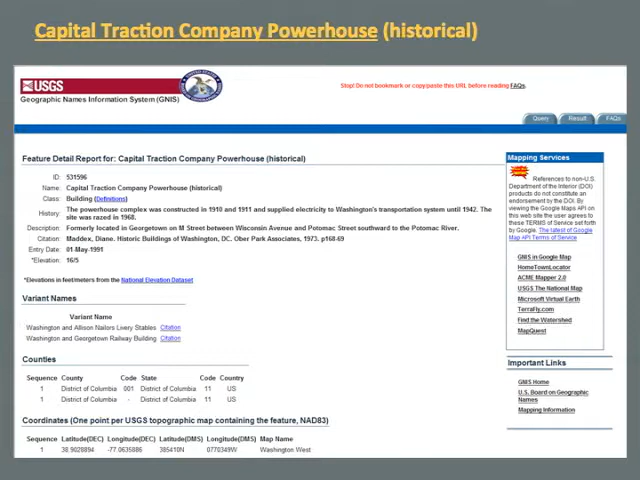 Capital Traction Company Powerhouse (historical)
USGS
Geographic Names Information System (GNIS)
Stop! Do not bookmark or copy/paste this URL before reading FAQs.
Query Result FAQs
Feature Detail Report for: Capital Traction Company Powerhouse (historical)
ID: 531596
Name: Capital Traction Company Powerhouse (historical)
Class: Building (Definitions)
History: The powerhouse complex was constructed in 1910 and 1911 and supplied electricity to Washington's transportation system until 1942. The
site was razed in 1968.
Description: Formerly located in Georgetown on M Street between Wisconsin Avenue and Potomac Street southward to the Potomac River.
Citation: Maddex, Diane. Historic Buildings of Washington, DC. Ober Park Associates, 1973. p168-69
Entry Date: 01-May-1991
*Elevation: 16/5
*Elevations in feet/meters from the National Elevation Dataset
Variant Names
Variant Name
Washington and Allison Nailors Livery Stables Citation
Washington and Georgetown Railway Building Citation
Counties
Sequence County Code State Code Country
1 District of Columbia 001 District of Columbia 11 US
1 District of Columbia - District of Columbia 11 US
Coordinates (One point per USGS topographic map containing the feature, NAD83)
Sequence Latitude(DEC) Longitude(DEC) Latitude(DMS) Longitude(DMS) Map Name
1 38.9028894 -77.0635886 385410N 0770349W Washington West
Mapping Services
References to non-U.S.
Department of the Interior (DOI)
products do not constitute an
endorsement by the DOI. By
viewing the Google Maps API on
this web site the user agrees to
these TERMS of Service set forth
by Google. The latest of Google
Map API Terms of Service
GNIS in Google Map
HomeTownLocator
ACME Mapper 2.0
USGS The National Map
Microsoft Virtual Earth
TerraFly.com
Find the Watershed
MapQuest
Important Links
GNIS Home
U.S. Board on Geographic
Names
Mapping Information